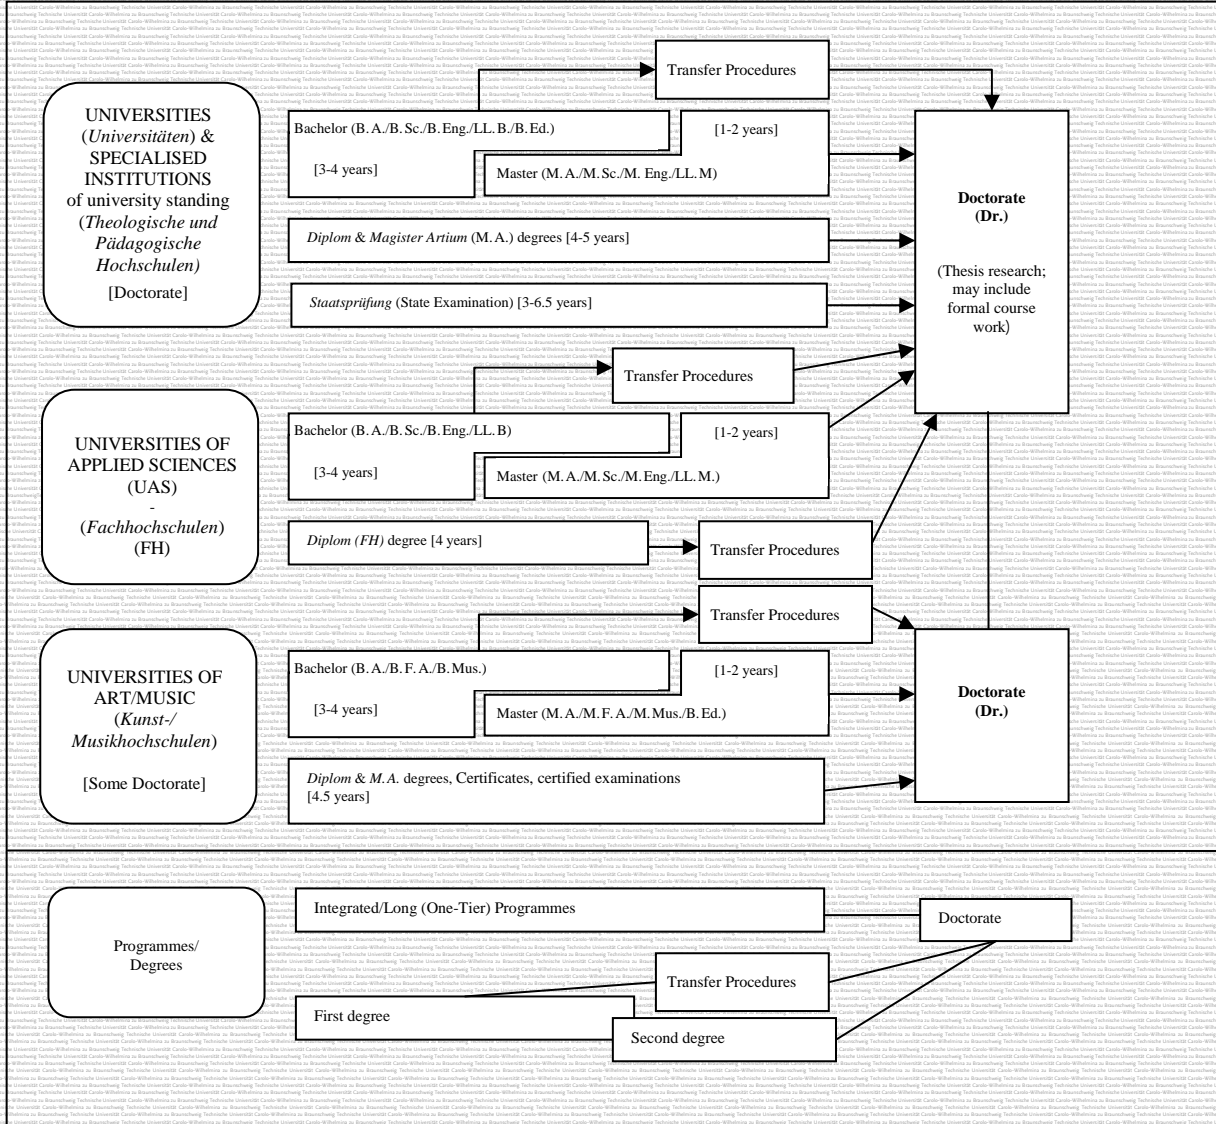 Transfer Procedures
UNIVERSITIES
(Universitäten) &
SPECIALISED
INSTITUTIONS
of university standing
(Theologische und
Pädagogische
Hochschulen)
[Doctorate]
Bachelor (B.A./B.Sc./B.Eng./LL.B./B.Ed.)
[3-4 years]
[1-2 years]
Master (M.A./M.Sc./M. Eng./LL.M)
Diplom & Magister Artium (M.A.) degrees [4-5 years]
Staatsprüfung (State Examination) [3-6.5 years]
Doctorate
(Dr.)
(Thesis research;
may include
formal course
work)
Transfer Procedures
UNIVERSITIES OF
APPLIED SCIENCES
(UAS)
-
(Fachhochschulen)
(FH)
Bachelor (B.A./B.Sc./B.Eng./LL.B)
[3-4 years]
[1-2 years]
Master (M.A./M.Sc./M.Eng./LL.M.)
Diplom (FH) degree [4 years]
Transfer Procedures
Transfer Procedures
UNIVERSITIES OF
ART/MUSIC
(Kunst-/
Musikhochschulen)
[Some Doctorate]
Bachelor (B.A./B.F.A./B.Mus.)
[3-4 years]
[1-2 years]
Master (M.A./M.F.A./M.Mus./B.Ed.)
Diplom & M.A. degrees, Certificates, certified examinations
[4.5 years]
Doctorate
(Dr.)
Programmes/
Degrees
Integrated/Long (One-Tier) Programmes
Doctorate
Transfer Procedures
First degree
Second degree